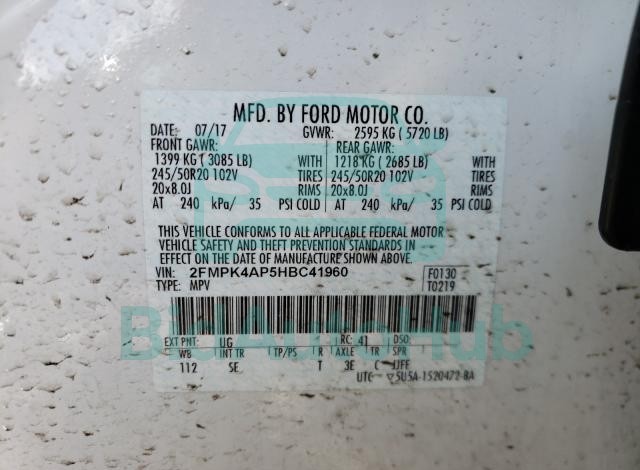 MFD. BY FORD MOTOR CO.
DATE: 07/17 GVWR: 2595 KG ( 5720 LB)
FRONT GAWR: REAR GAWR:
1399 KG ( 3085 LB) WITH 1218 KG ( 2685 LB) WITH
245/50R20 102V TIRES 245/50R20 102V TIRES
20x8.0J RIMS 20x8.0J RIMS
AT 240 kPa/ 35 PSI COLD AT 240 kPa/ 35 PSI COLD
THIS VEHICLE CONFORMS TO ALL APPLICABLE FEDERAL MOTOR
VEHICLE SAFETY AND THEFT PREVENTION STANDARDS IN
EFFECT ON THE DATE OF MANUFACTURE SHOWN ABOVE.
VIN: 2FMPK4AP5HBC41960 F0130
TYPE: MPV T0219
BidAutoHub
EXT PNT: UG RC: 41 DSO:
WB INT TR TP/PS R AXLE TR SPR
112 SE T 3E C UFF
UTC 5U5A-1520472-BA